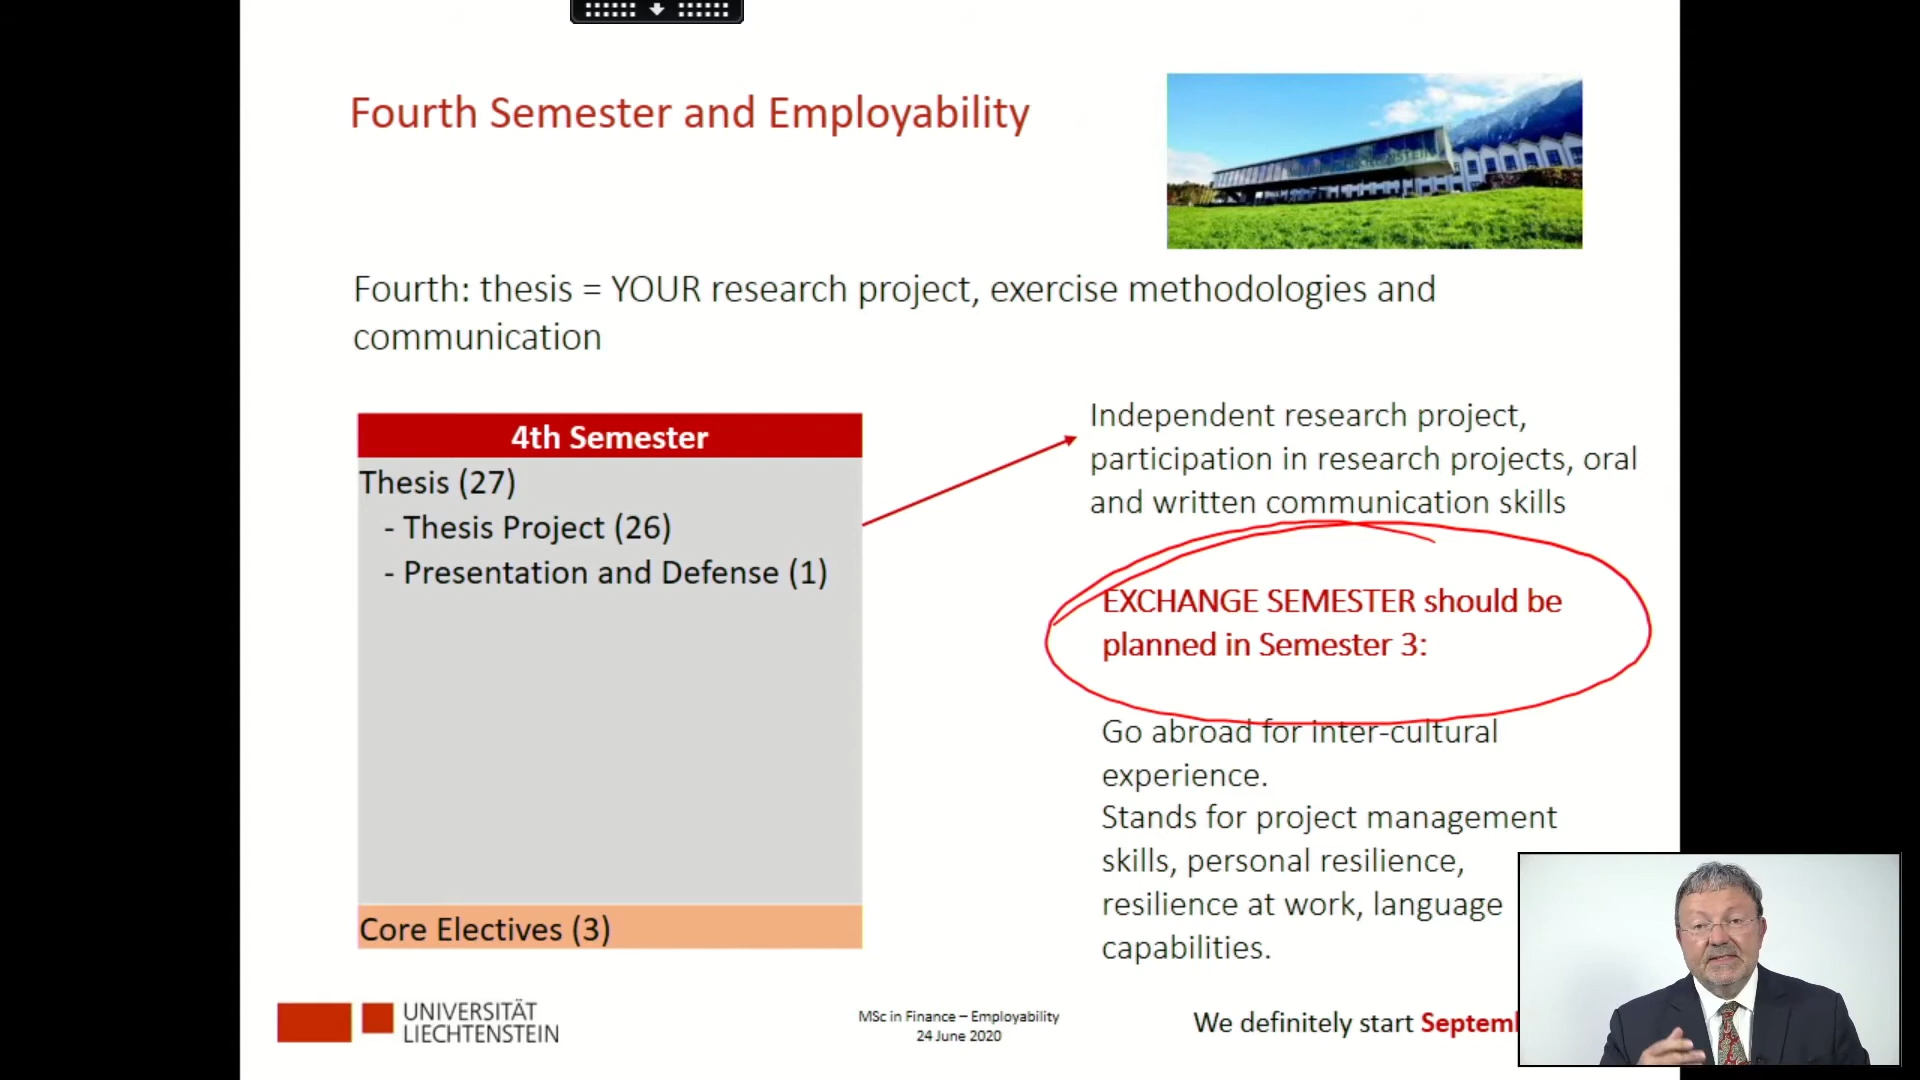 Fourth Semester and Employability
Fourth: thesis = YOUR research project, exercise methodologies and
communication
4th Semester
Thesis (27)
- Thesis Project (26)
- Presentation and Defense (1)
Core Electives (3)
Independent research project,
participation in research projects, oral
and written communication skills
EXCHANGE SEMESTER should be
planned in Semester 3:
Go abroad for inter-cultural
experience.
Stands for project management
skills, personal resilience,
resilience at work, language
capabilities.
UNIVERSITÄT
LIECHTENSTEIN
MSc in Finance – Employability
24 June 2020
We definitely start